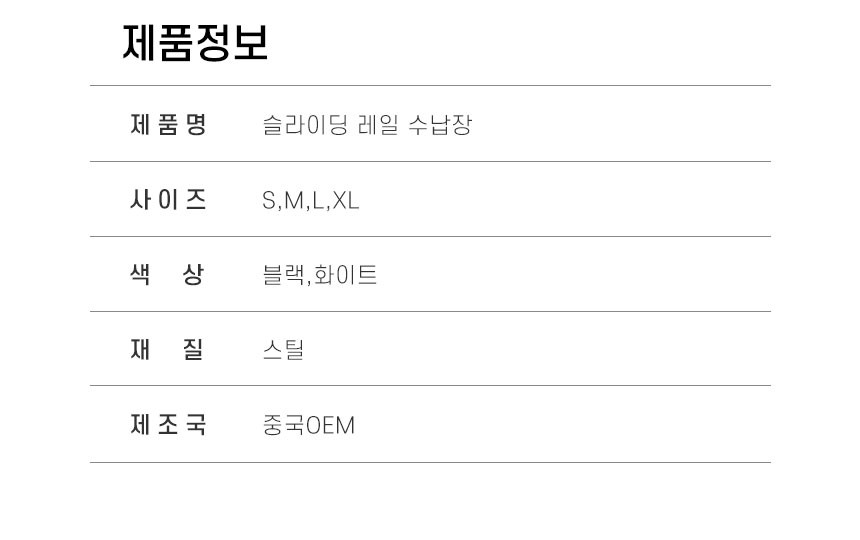 제품정보
제품명 슬라이딩 레일 수납장
사이즈 S,M,L,XL
색상 블랙,화이트
재질 스틸
제조국 중국OEM